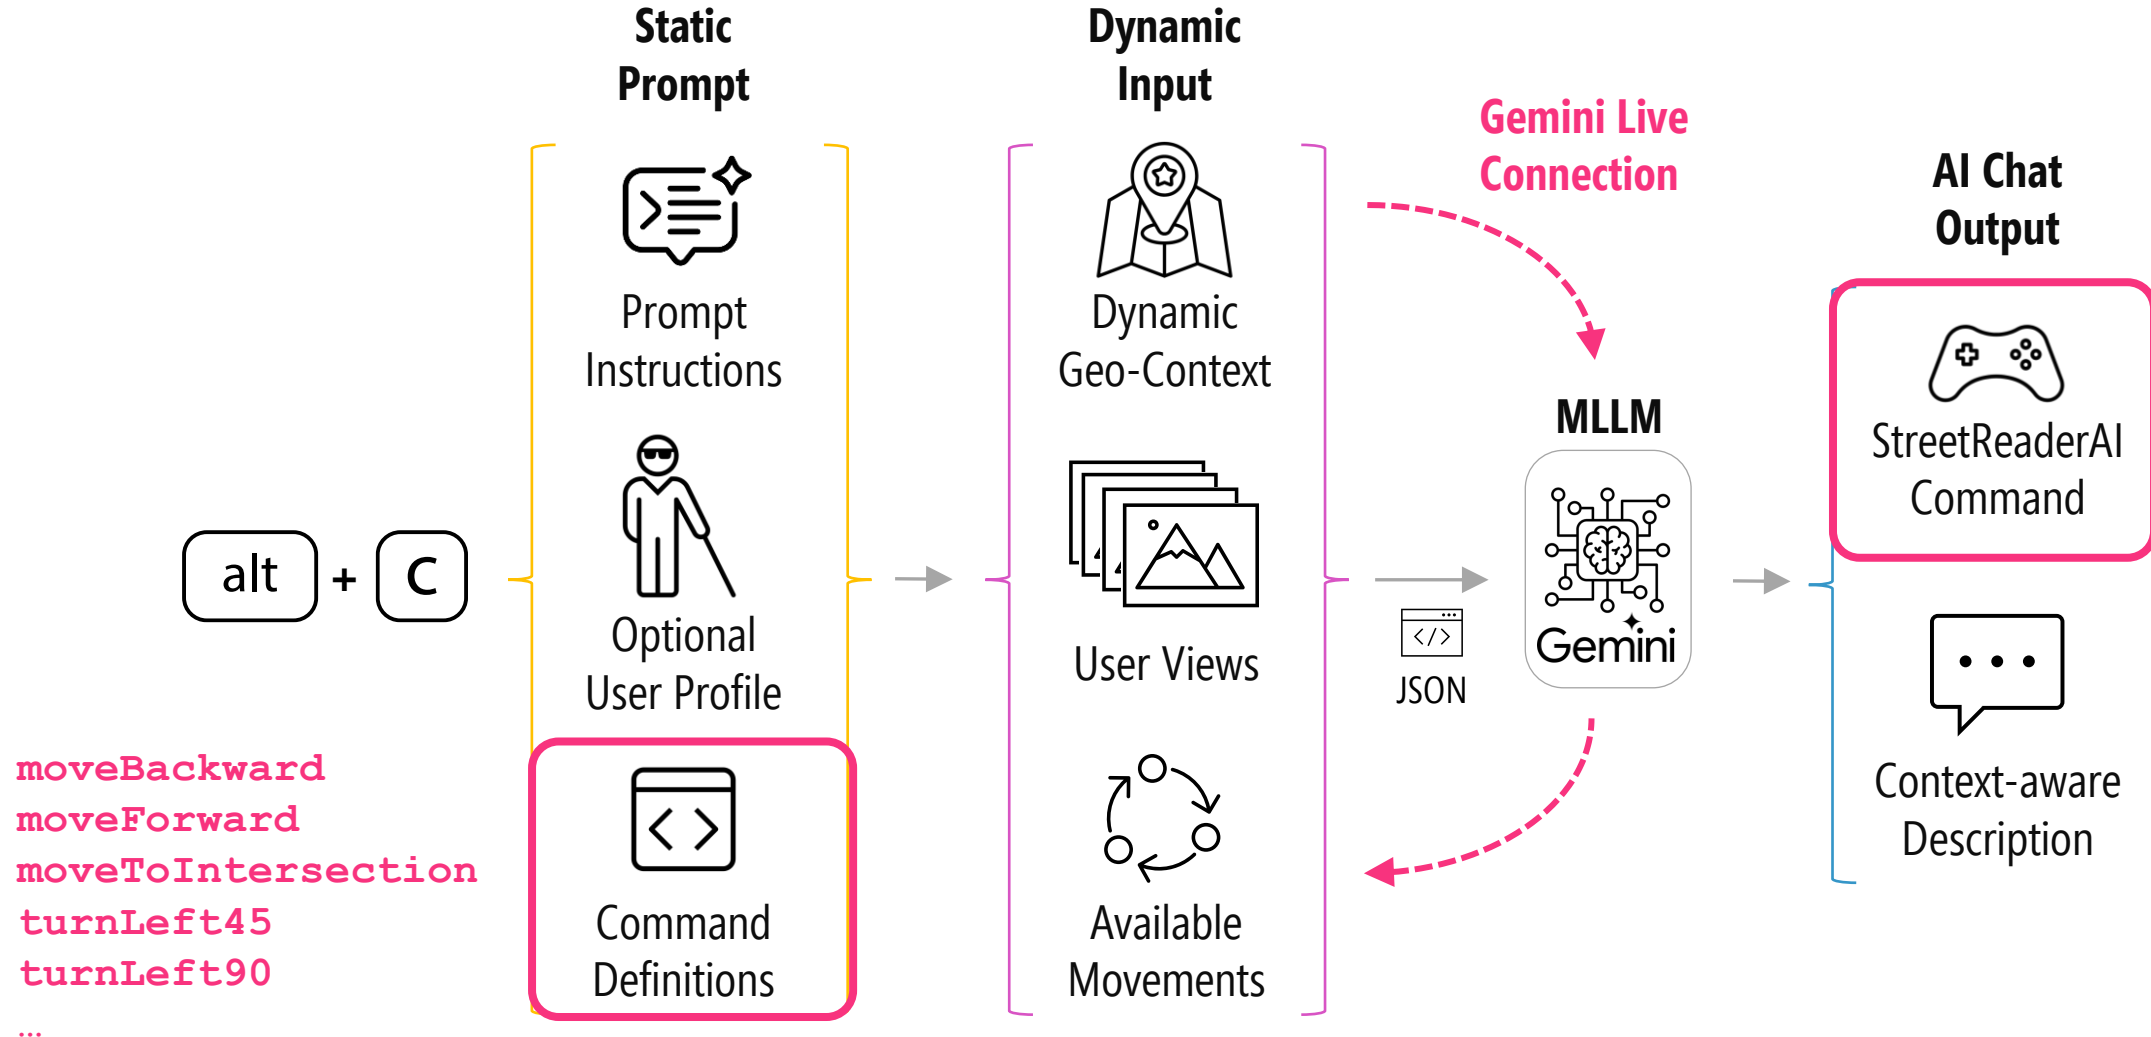 Static
Prompt
Dynamic
Input
Gemini Live
Connection
AI Chat
Output
Prompt
Instructions
Dynamic
Geo-Context
MLLM
StreetReaderAI
Command
alt + C
Optional
User Profile
User Views
</>
JSON
Gemini
moveBackward
moveForward
moveToIntersection
turnLeft45
turnLeft90
...
Command
Definitions
Available
Movements
Context-aware
Description